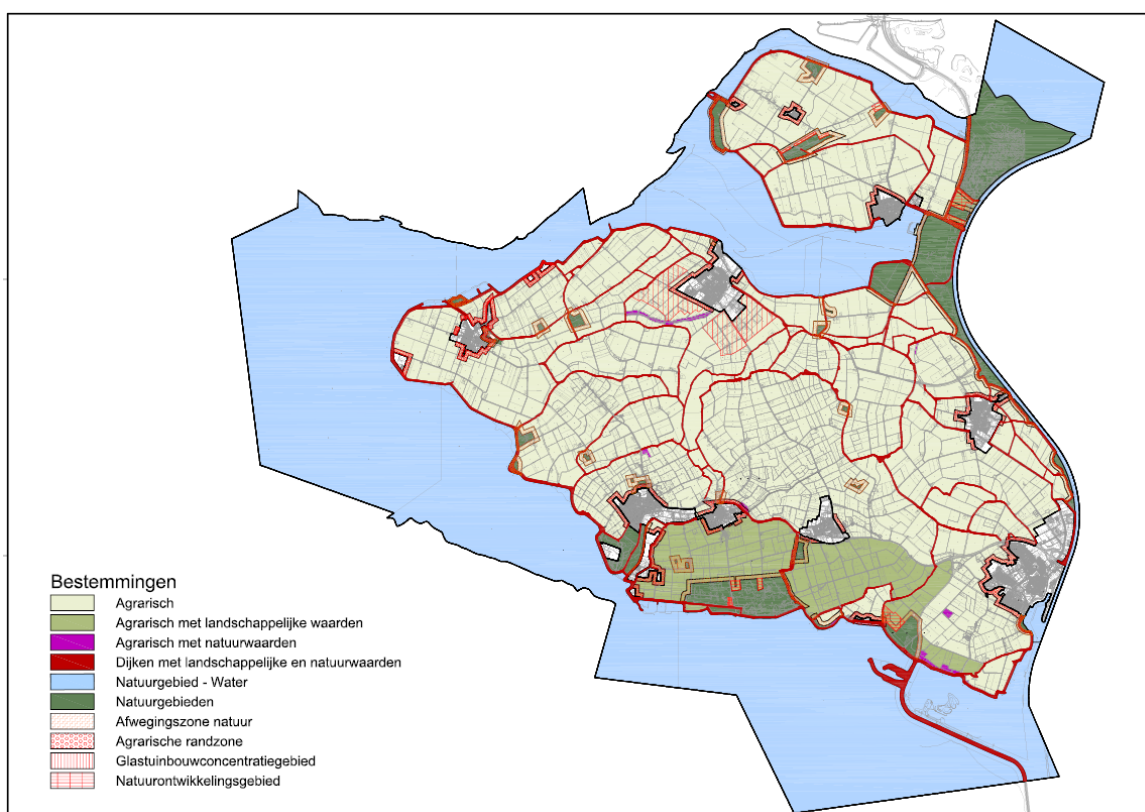 Bestemmingen
Agrarisch
Agrarisch met landschappelijke waarden
Agrarisch met natuurwaarden
Dijken met landschappelijke en natuurwaarden
Natuurgebied - Water
Natuurgebieden
Afwegingszone natuur
Agrarische randzone
Glastuinbouwconcentratiegebied
Natuurontwikkelingsgebied